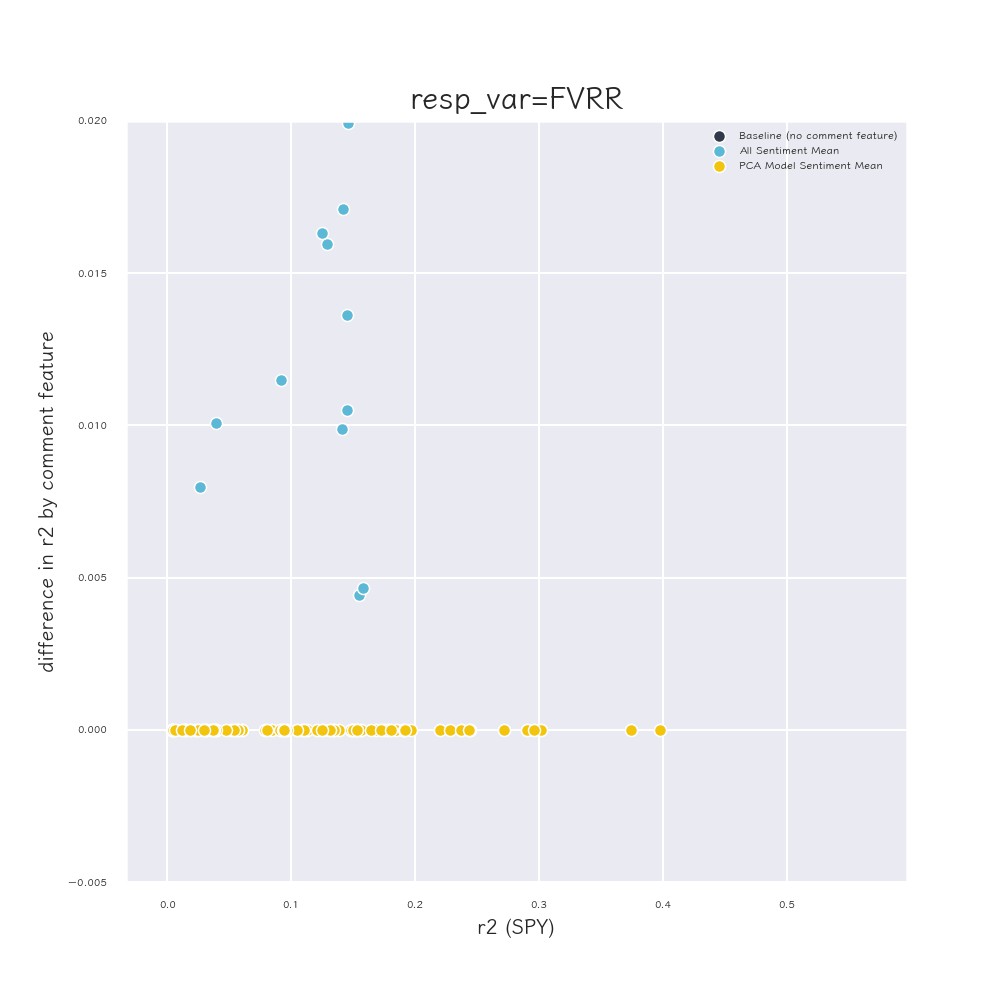 resp_var=FVRR
Baseline (no comment feature)
All Sentiment Mean
PCA Model Sentiment Mean
0.020
0.015
0.010
0.005
0.000
−0.005
difference in r2 by comment feature
0.0 0.1 0.2 0.3 0.4 0.5
r2 (SPY)